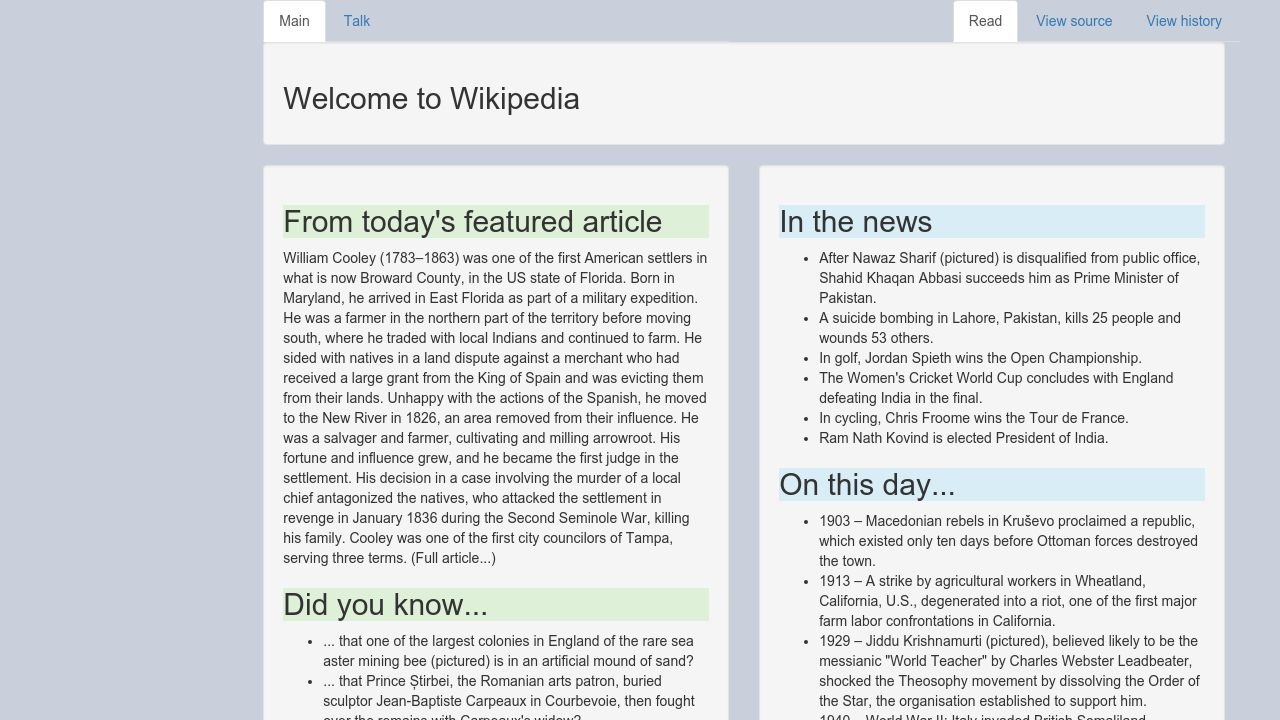 Main
Talk
Read
View source
View history
Welcome to Wikipedia
From today's featured article
William Cooley (1783–1863) was one of the first American settlers in
what is now Broward County, in the US state of Florida. Born in
Maryland, he arrived in East Florida as part of a military expedition.
He was a farmer in the northern part of the territory before moving
south, where he traded with local Indians and continued to farm. He
sided with natives in a land dispute against a merchant who had
received a large grant from the King of Spain and was evicting them
from their lands. Unhappy with the actions of the Spanish, he moved
to the New River in 1826, an area removed from their influence. He
was a salvager and farmer, cultivating and milling arrowroot. His
fortune and influence grew, and he became the first judge in the
settlement. His decision in a case involving the murder of a local
chief antagonized the natives, who attacked the settlement in
revenge in January 1836 during the Second Seminole War, killing
his family. Cooley was one of the first city councilors of Tampa,
serving three terms. (Full article...)
Did you know...
... that one of the largest colonies in England of the rare sea
aster mining bee (pictured) is in an artificial mound of sand?
... that Prince Știrbei, the Romanian arts patron, buried
sculptor Jean-Baptiste Carpeaux in Courbevoie, then fought
over the remains with Carpeaux's widow?
In the news
After Nawaz Sharif (pictured) is disqualified from public office,
Shahid Khaqan Abbasi succeeds him as Prime Minister of
Pakistan.
A suicide bombing in Lahore, Pakistan, kills 25 people and
wounds 53 others.
In golf, Jordan Spieth wins the Open Championship.
The Women's Cricket World Cup concludes with England
defeating India in the final.
In cycling, Chris Froome wins the Tour de France.
Ram Nath Kovind is elected President of India.
On this day...
1903 – Macedonian rebels in Kruševo proclaimed a republic,
which existed only ten days before Ottoman forces destroyed
the town.
1913 – A strike by agricultural workers in Wheatland,
California, U.S., degenerated into a riot, one of the first major
farm labor confrontations in California.
1929 – Jiddu Krishnamurti (pictured), believed likely to be the
messianic "World Teacher" by Charles Webster Leadbeater,
shocked the Theosophy movement by dissolving the Order of
the Star, the organisation established to support him.
1940 – World War II: Italy invaded British Somaliland